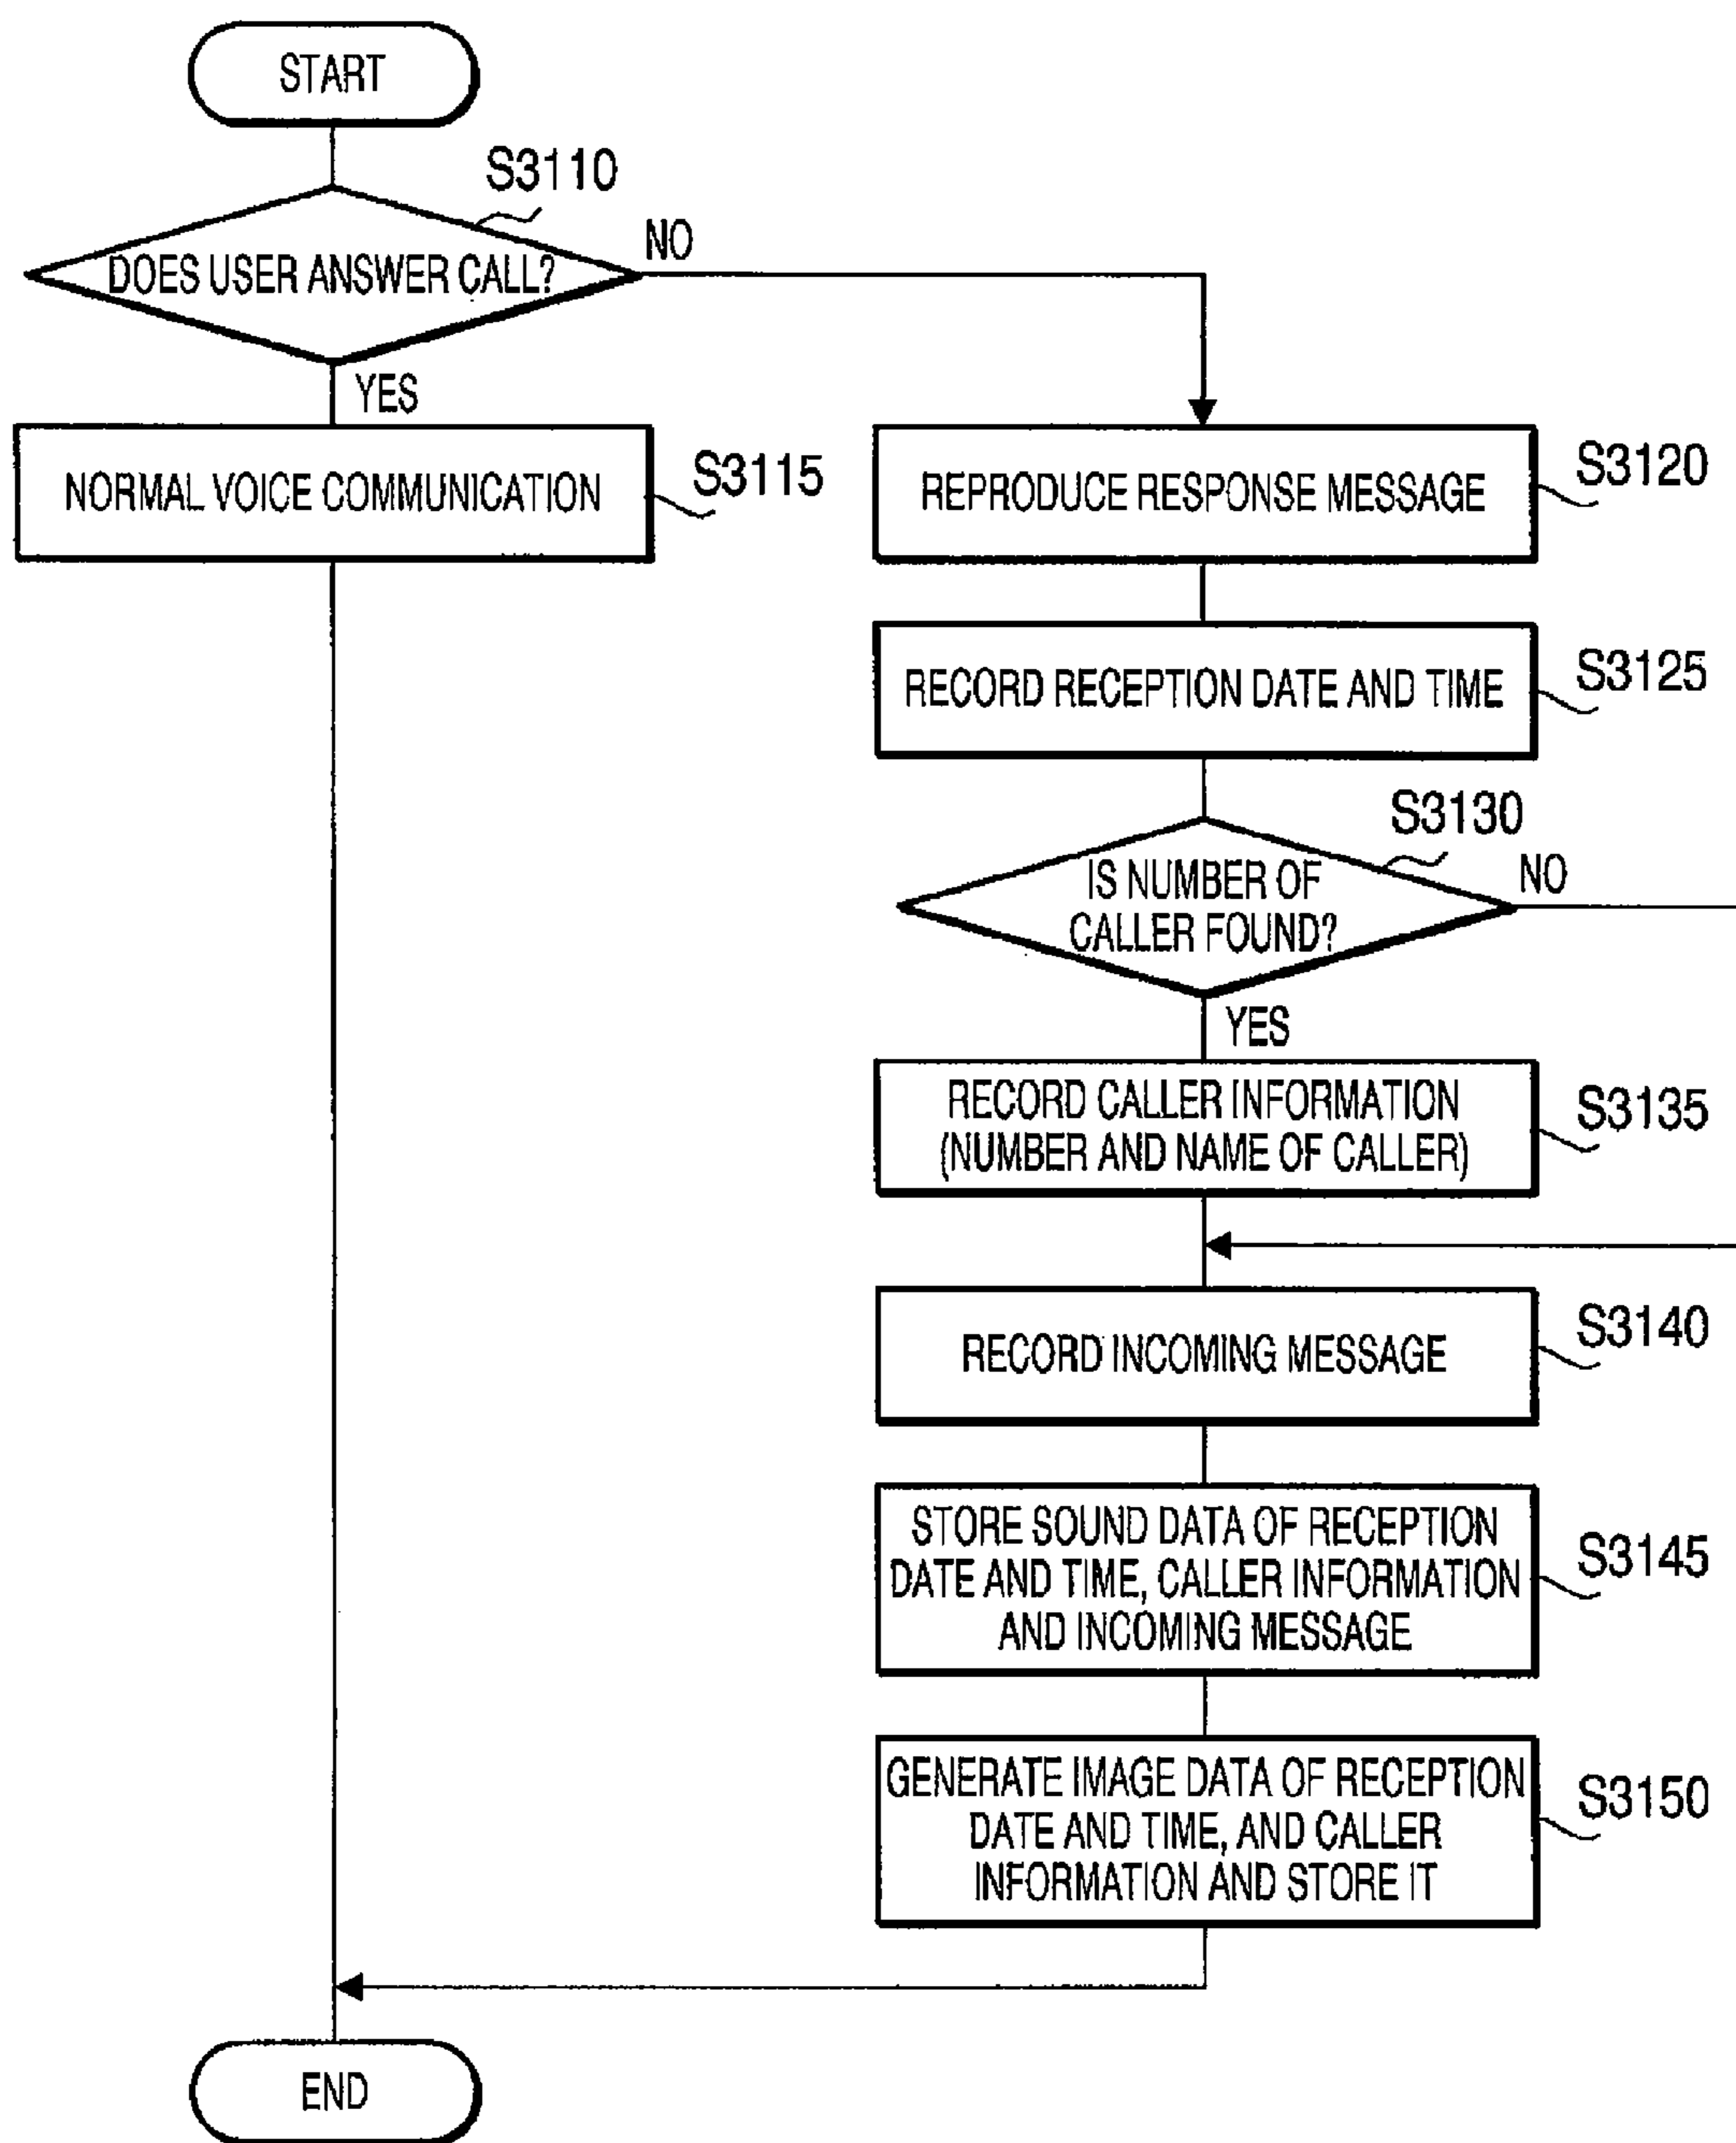 START
S3110
DOES USER ANSWER CALL?
NO
YES
NORMAL VOICE COMMUNICATION
S3115
REPRODUCE RESPONSE MESSAGE
S3120
RECORD RECEPTION DATE AND TIME
S3125
S3130
IS NUMBER OF
CALLER FOUND?
NO
YES
RECORD CALLER INFORMATION
(NUMBER AND NAME OF CALLER)
S3135
RECORD INCOMING MESSAGE
S3140
STORE SOUND DATA OF RECEPTION
DATE AND TIME, CALLER INFORMATION
AND INCOMING MESSAGE
S3145
GENERATE IMAGE DATA OF RECEPTION
DATE AND TIME, AND CALLER
INFORMATION AND STORE IT
S3150
END